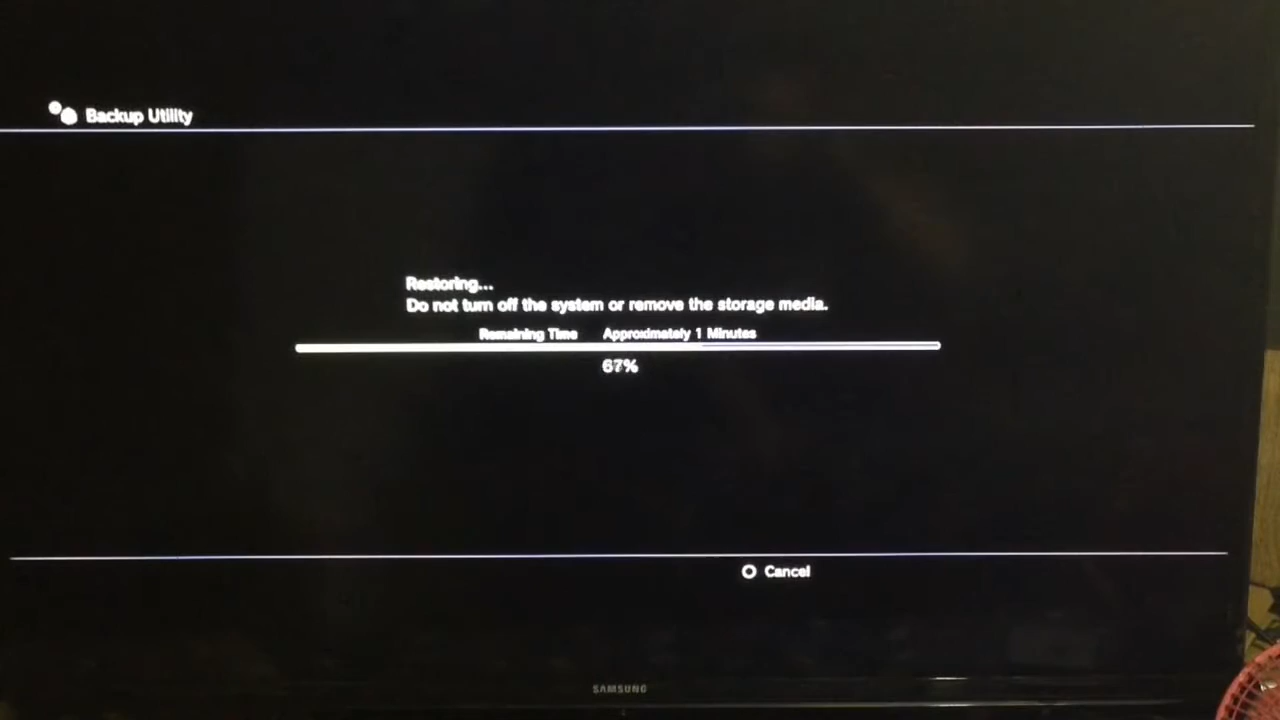 Backup Utility
Restoring...
Do not turn off the system or remove the storage media.
Remaining Time Approximately 1 Minutes
67%
Cancel
SAMSUNG